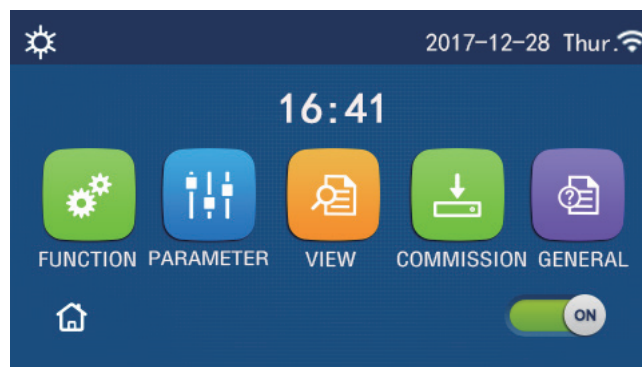 2017-12-28 Thur.
16:41
FUNCTION PARAMETER VIEW COMMISSION GENERAL
ON